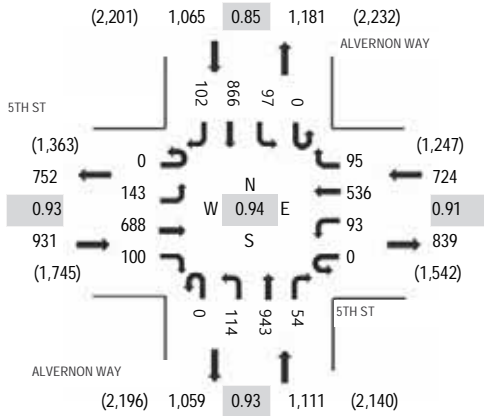 (2,201) 1,065 0.85 1,181 (2,232)
ALVERNON WAY
102 866 97 0
5TH ST
(1,363) (1,247)
752 0 95 724
143 N 536
0.93 W 0.94 E 0.91
688 S 93
931 100 0 839
(1,745) (1,542)
0 114 943 54
5TH ST
ALVERNON WAY
(2,196) 1,059 0.93 1,111 (2,140)